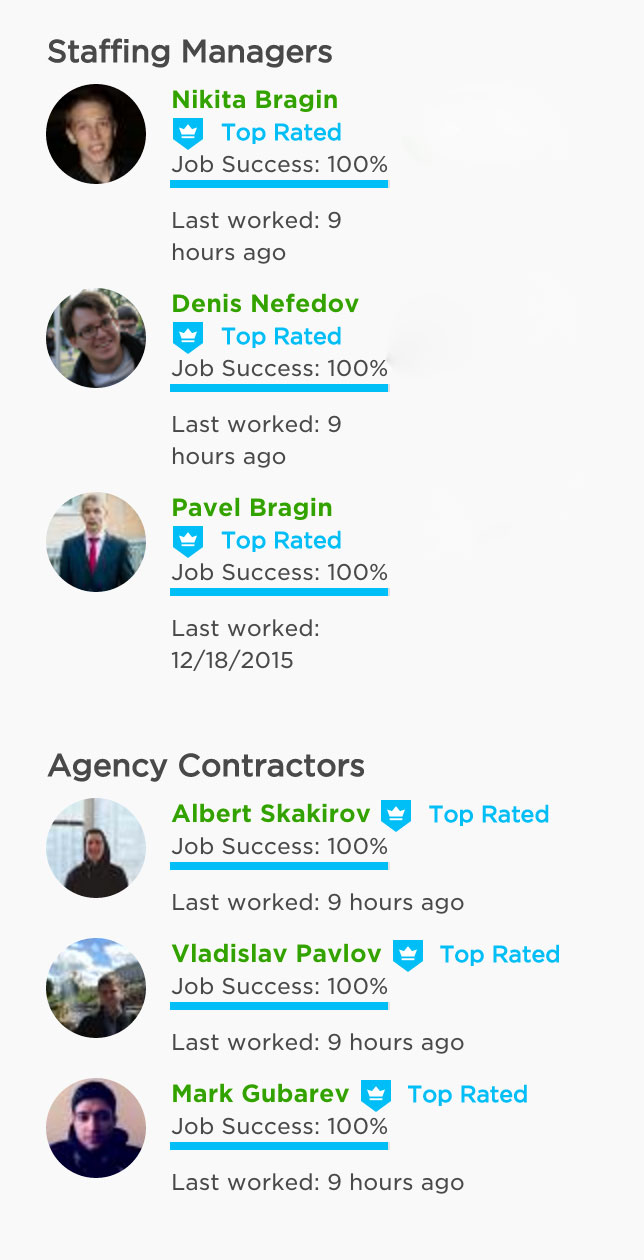 Staffing Managers
Nikita Bragin
Top Rated
Job Success: 100%
Last worked: 9
hours ago
Denis Nefedov
Top Rated
Job Success: 100%
Last worked: 9
hours ago
Pavel Bragin
Top Rated
Job Success: 100%
Last worked:
12/18/2015
Agency Contractors
Albert Skakirov Top Rated
Job Success: 100%
Last worked: 9 hours ago
Vladislav Pavlov Top Rated
Job Success: 100%
Last worked: 9 hours ago
Mark Gubarev Top Rated
Job Success: 100%
Last worked: 9 hours ago